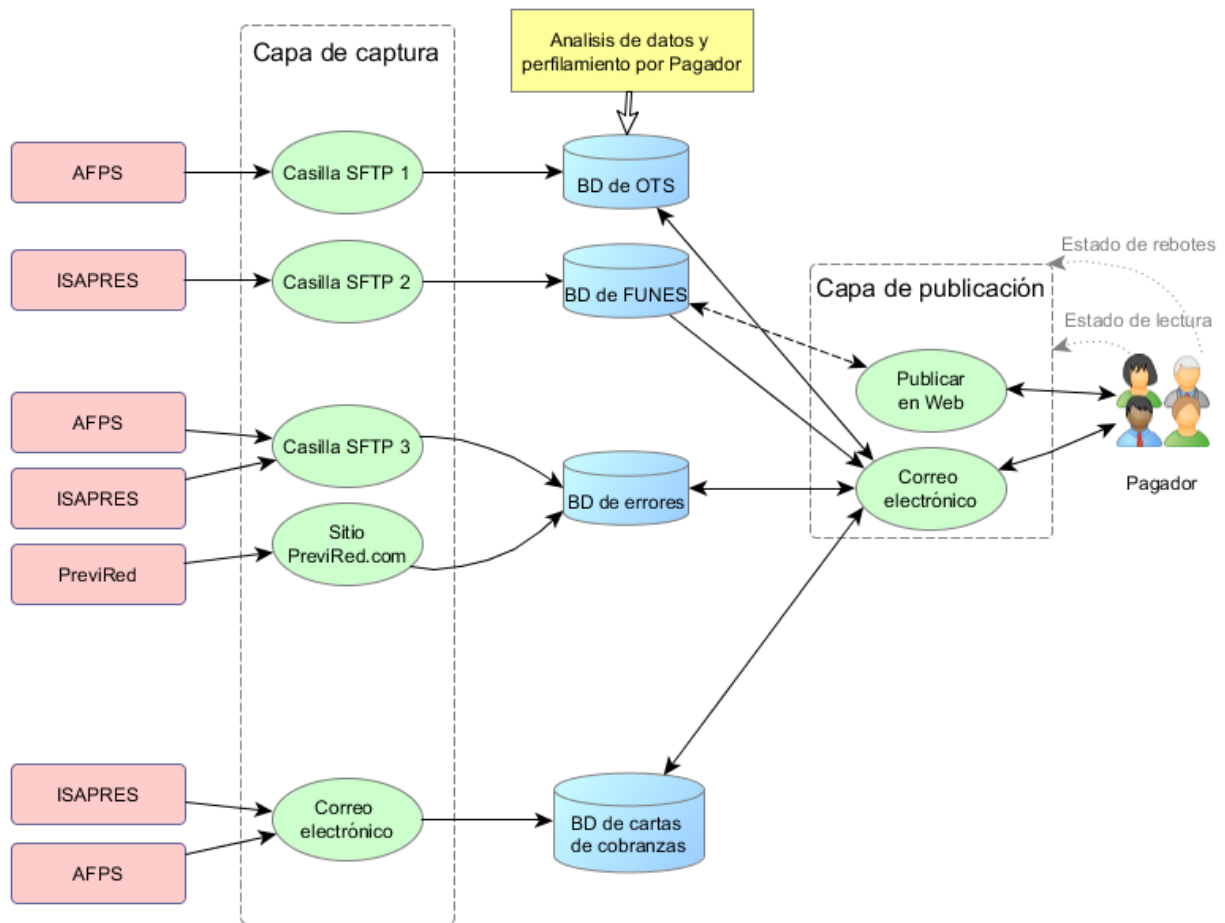 Capa de captura
Analisis de datos y
perfilamiento por Pagador
AFPS
Casilla SFTP 1
BD de OTS
ISAPRES
Casilla SFTP 2
BD de FUNES
Estado de rebotes
Capa de publicación
Estado de lectura
Publicar
en Web
AFPS
Casilla SFTP 3
ISAPRES
BD de errores
Correo
electrónico
Pagador
Sitio
PreviRed.com
PreviRed
ISAPRES
Correo
electrónico
BD de cartas
de cobranzas
AFPS